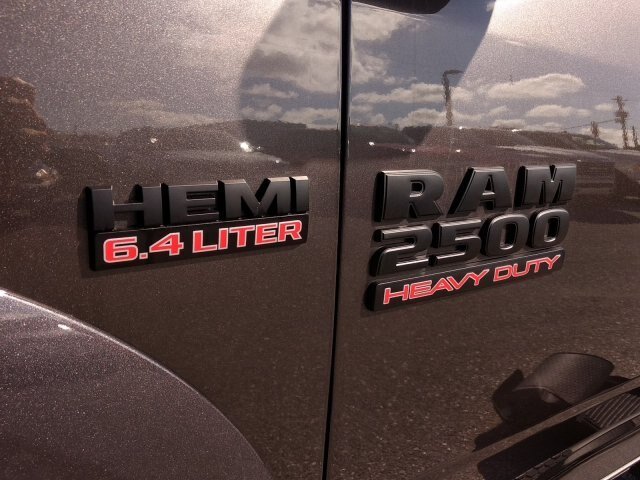 HEMI
6.4 LITER
RAM
2500
HEAVY DUTY